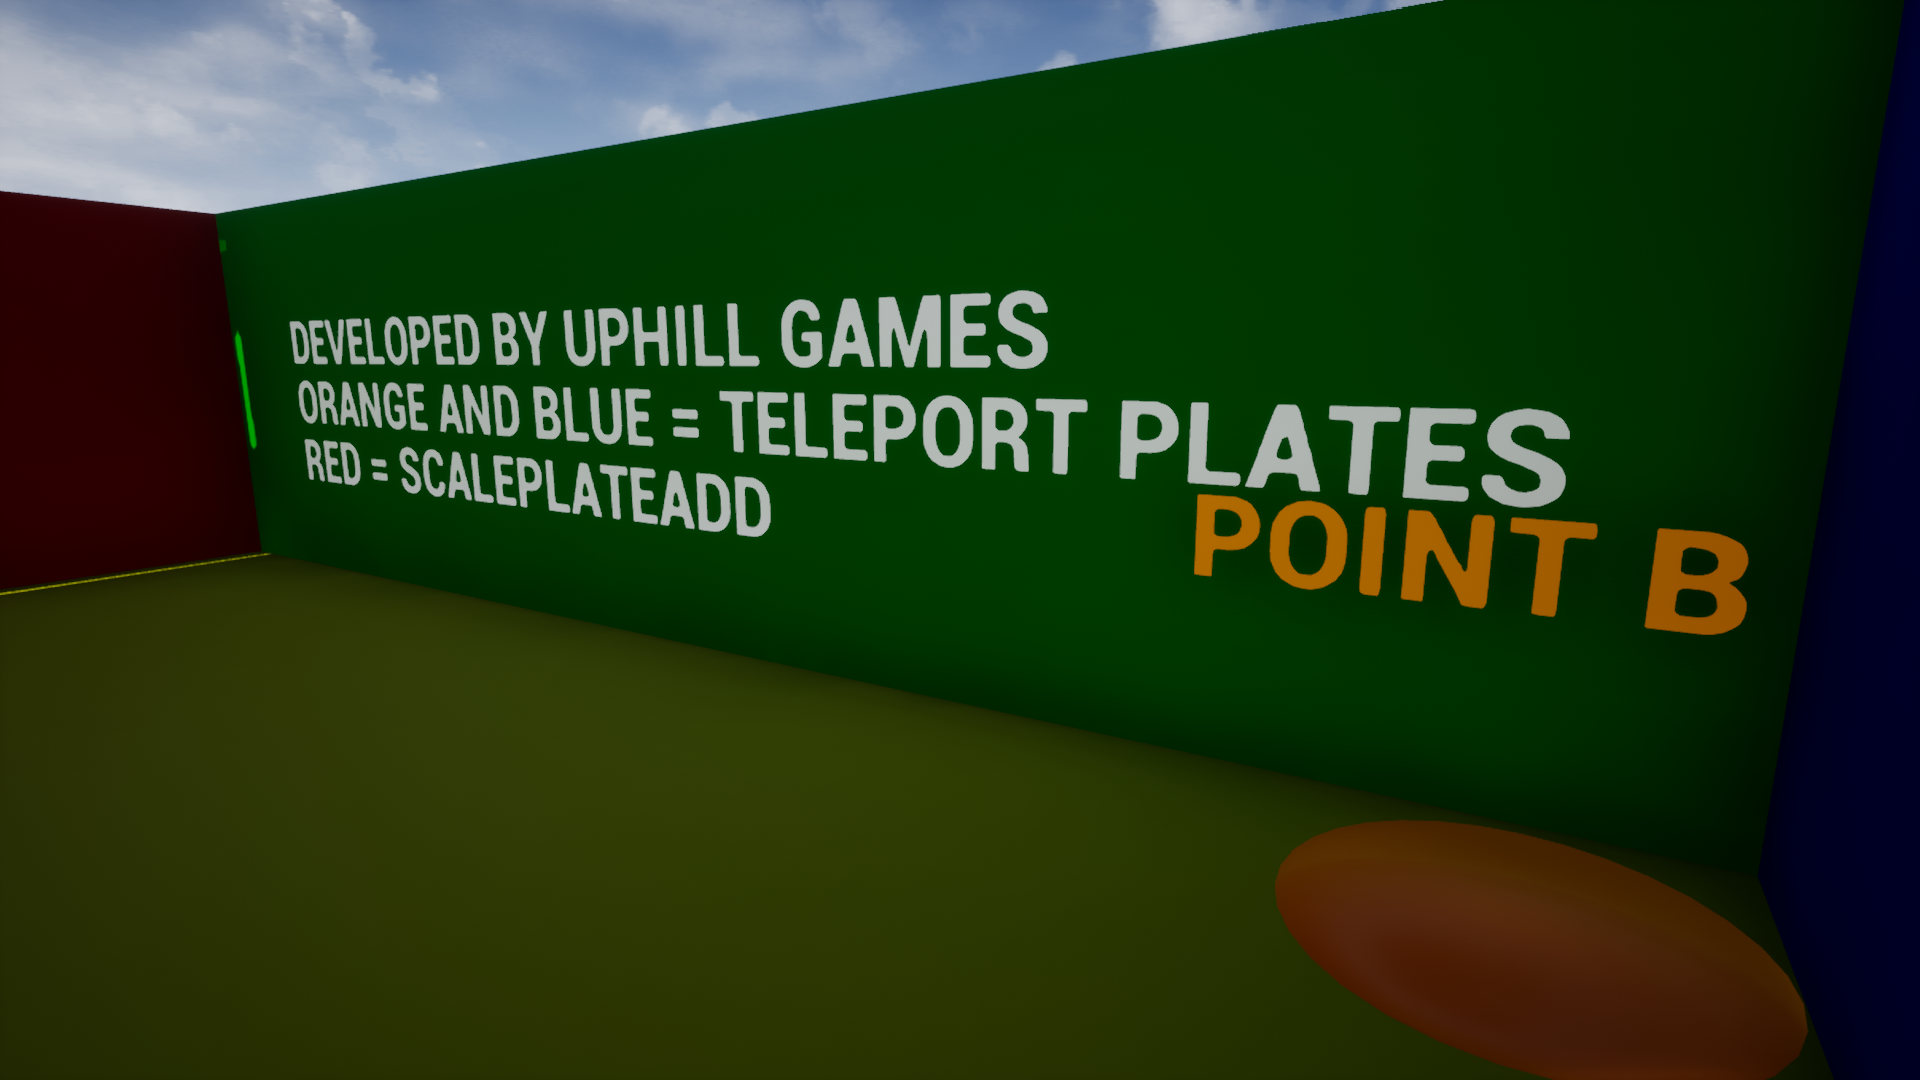 DEVELOPED BY UPHILL GAMES
ORANGE AND BLUE = TELEPORT PLATES
RED = SCALEPLATEADD
POINT B